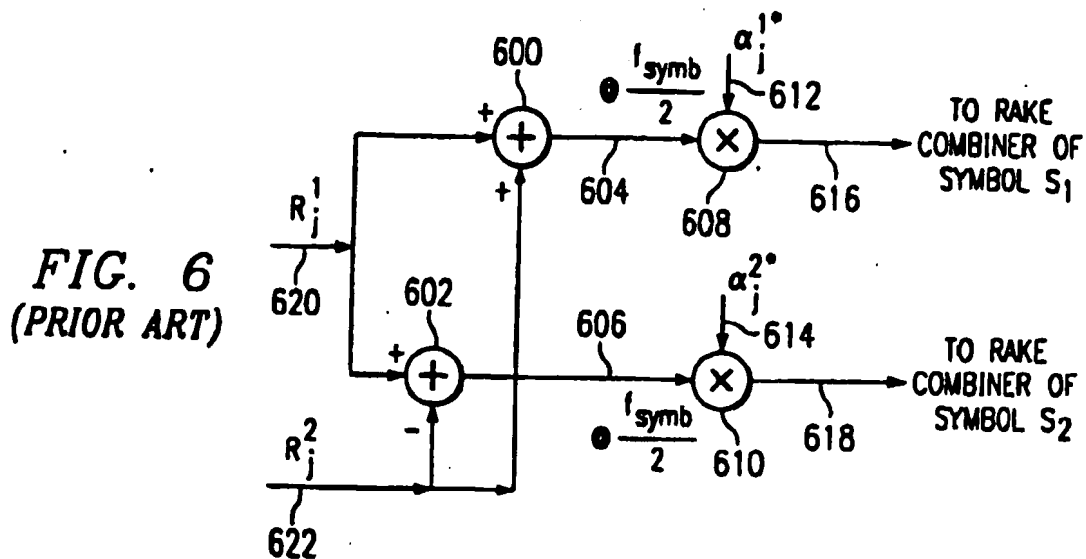 600
α_j^{1*}
@ f_symb/2
612
+
+
×
TO RAKE
COMBINER OF
SYMBOL S_1
+
604
608
616
R_j^1
620
FIG. 6
(PRIOR ART)
602
606
α_j^{2*}
614
+
+
×
TO RAKE
COMBINER OF
SYMBOL S_2
-
@ f_symb/2
610
618
R_j^2
622